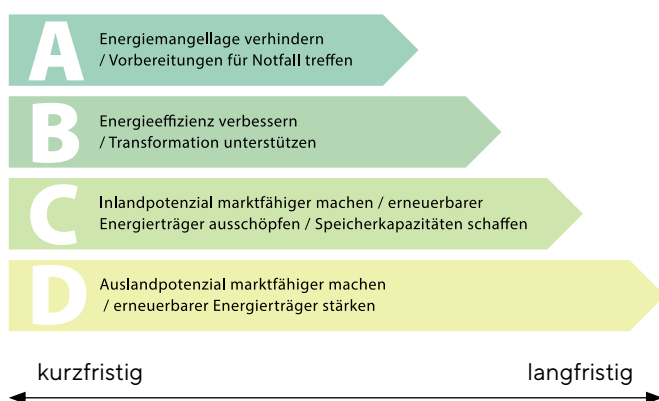 A
Energiemangellage verhindern
/ Vorbereitungen für Notfall treffen
B
Energieeffizienz verbessern
/ Transformation unterstützen
C
Inlandpotenzial marktfähiger machen / erneuerbarer
Energierträger ausschöpfen / Speicherkapazitäten schaffen
D
Auslandpotenzial marktfähiger machen
/ erneuerbarer Energierträger stärken
kurzfristig langfristig